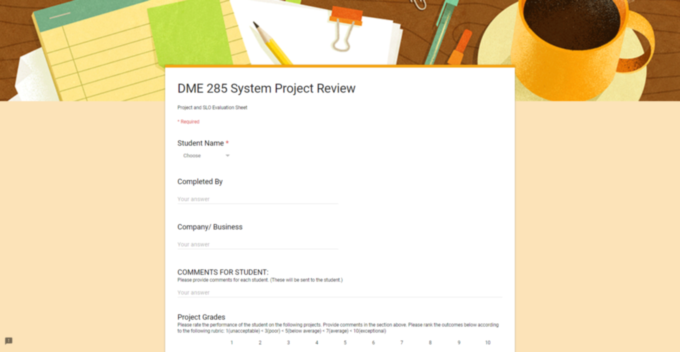 DME 285 System Project Review
Project and SLO Evaluation Sheet
* Required
Student Name *
Choose
Completed By
Your answer
Company/ Business
Your answer
COMMENTS FOR STUDENT:
Please provide comments for each student. (These will be sent to the student.)
Your answer
Project Grades
Please rate the performance of the student on the following projects. Provide comments in the section above. Please rank the outcomes below according
to the following rubric: 1(unacceptable) - 3(poor) - 5(below average) - 7(average) - 10(exceptional)
1 2 3 4 5 6 7 8 9 10